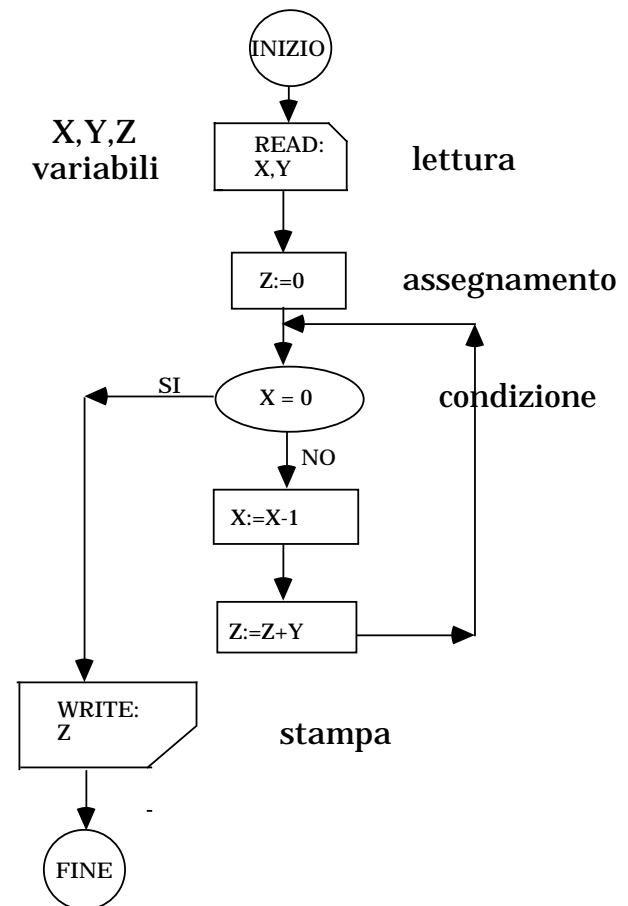 INIZIO
X,Y,Z
variabili
READ:
X,Y
lettura
Z:=0
assegnamento
SI
X = 0
condizione
NO
X:=X-1
Z:=Z+Y
WRITE:
Z
stampa
-
FINE